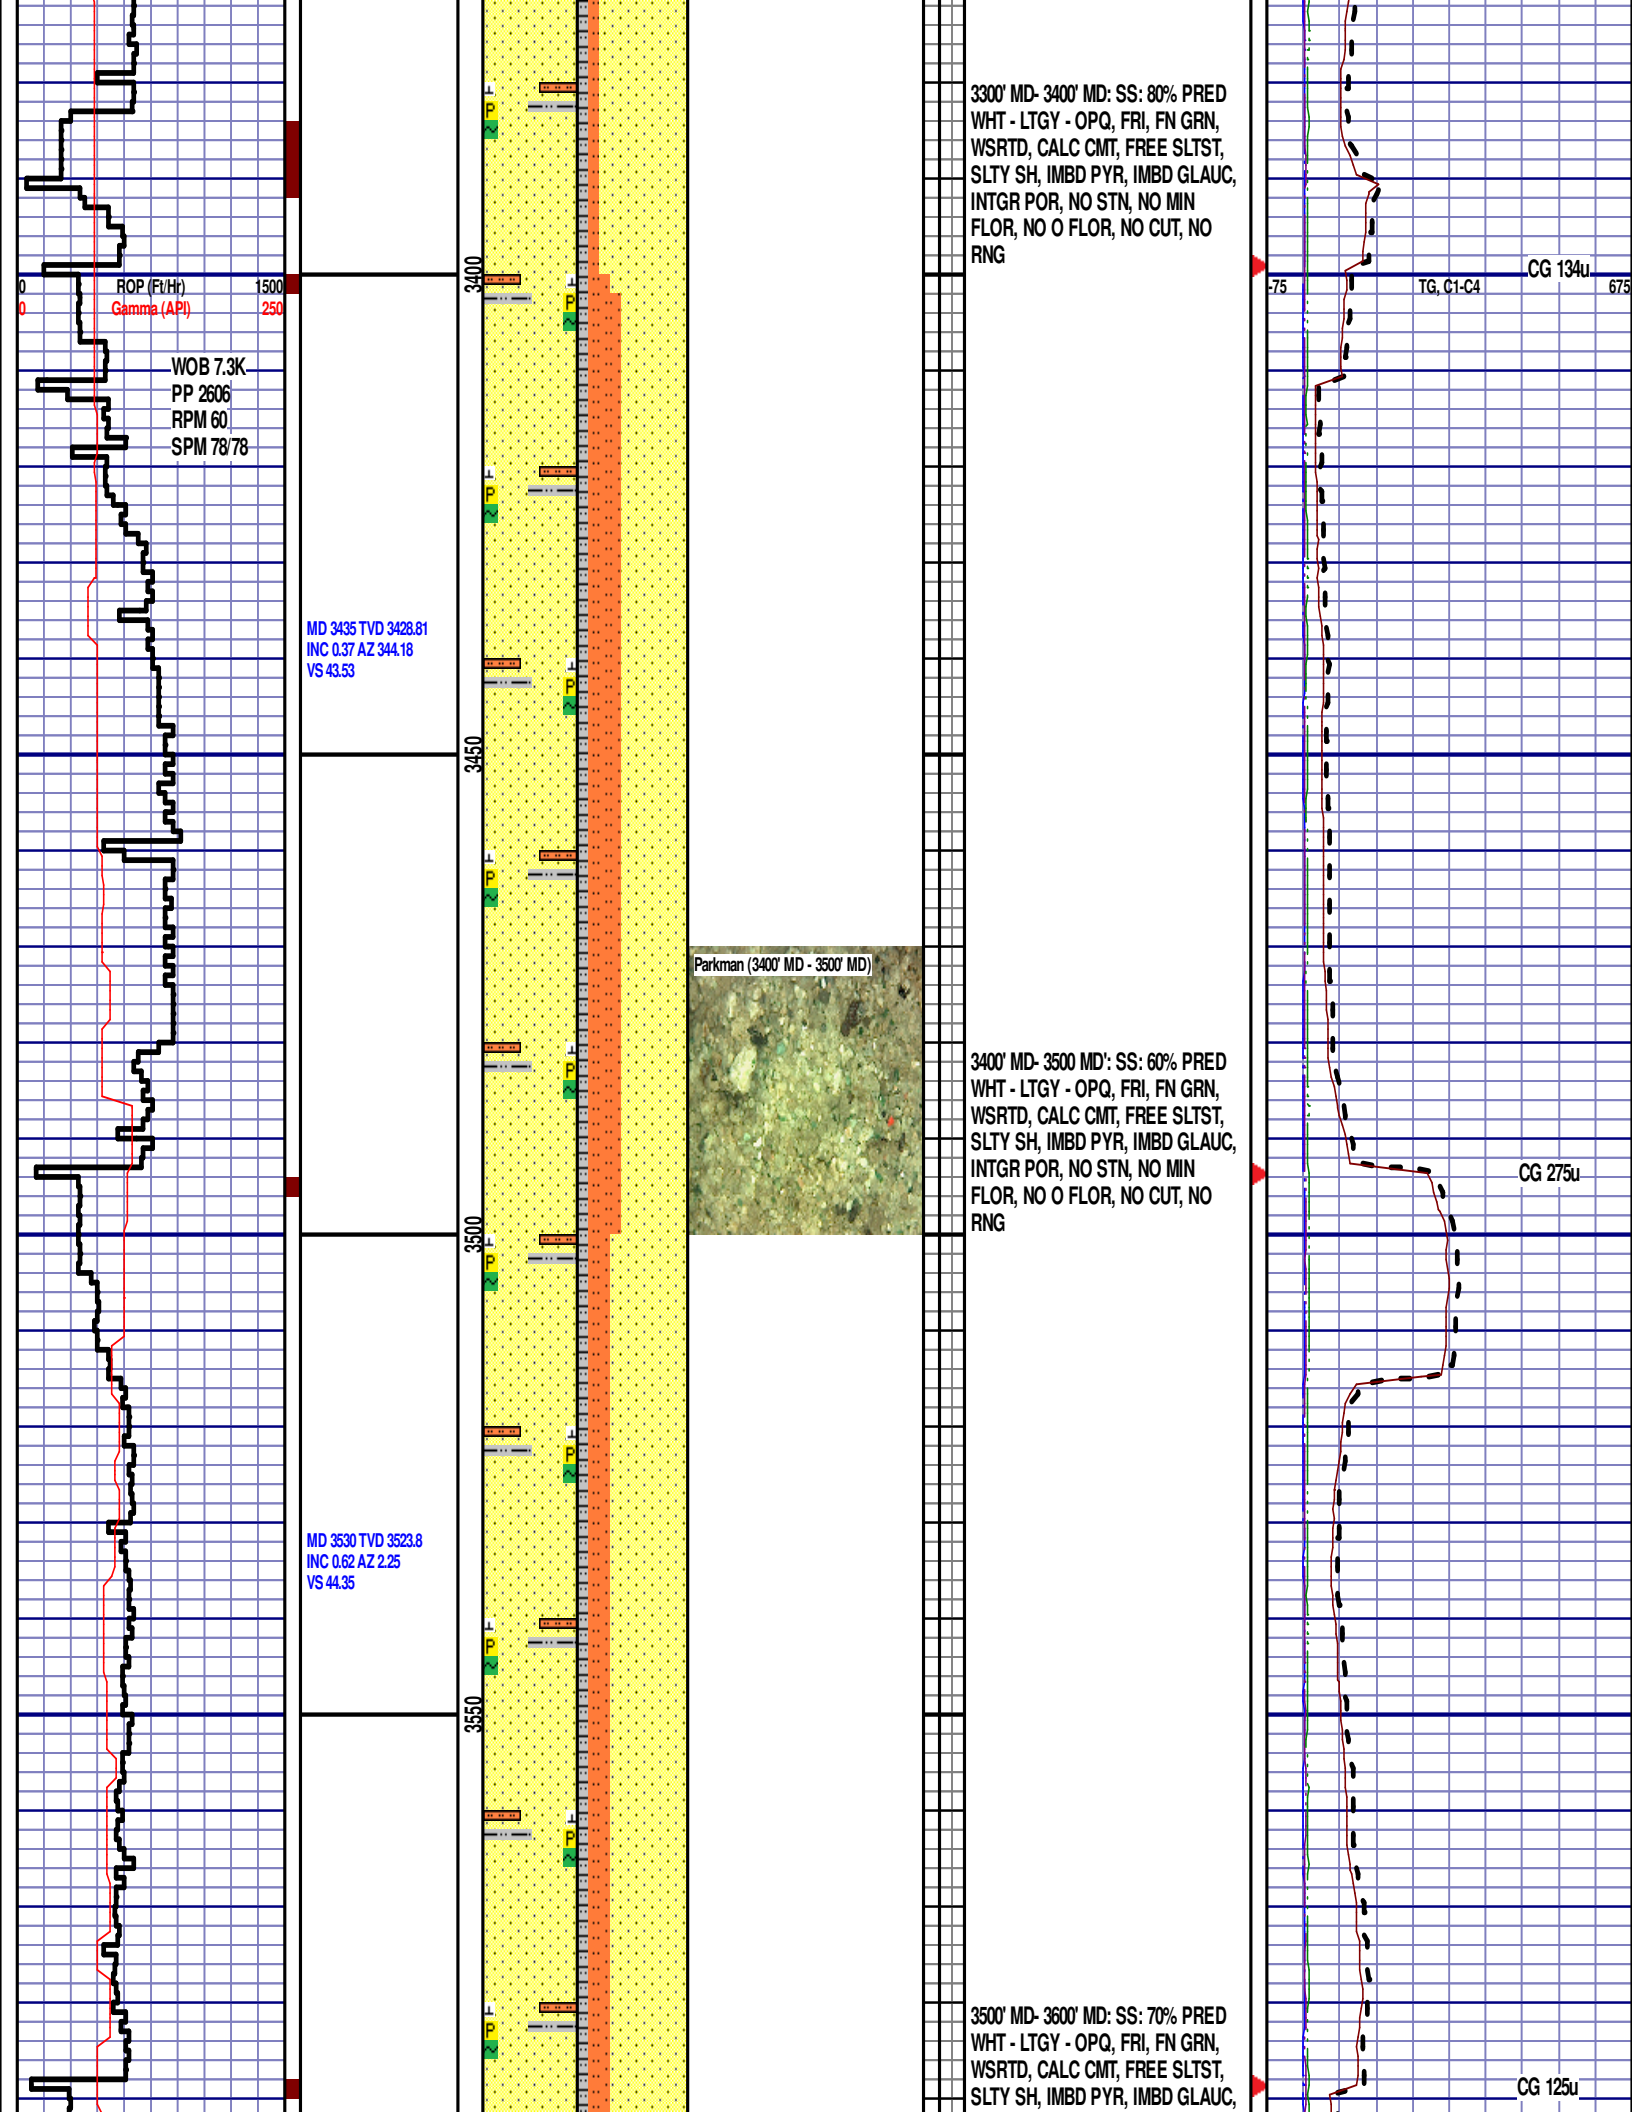 3300' MD- 3400' MD: SS: 80% PRED
WHT - LTGY - OPQ, FRI, FN GRN,
WSRTD, CALC CMT, FREE SLTST,
SLTY SH, IMBD PYR, IMBD GLAUC,
INTGR POR, NO STN, NO MIN
FLOR, NO O FLOR, NO CUT, NO
RNG
3400
CG 134u
0 ROP (Ft/Hr) 1500
0 Gamma (API) 250
-75 TG, C1-C4 675
WOB 7.3K
PP 2606
RPM 60
SPM 78/78
P
P
P
MD 3435 TVD 3428.81
INC 0.37 AZ 344.18
VS 43.53
P
3450
P
Parkman (3400' MD - 3500' MD)
3400' MD- 3500 MD': SS: 60% PRED
WHT - LTGY - OPQ, FRI, FN GRN,
WSRTD, CALC CMT, FREE SLTST,
SLTY SH, IMBD PYR, IMBD GLAUC,
INTGR POR, NO STN, NO MIN
FLOR, NO O FLOR, NO CUT, NO
RNG
P
CG 275u
3500
P
P
MD 3530 TVD 3523.8
INC 0.62 AZ 2.25
VS 44.35
P
3550
P
P
3500' MD- 3600' MD: SS: 70% PRED
WHT - LTGY - OPQ, FRI, FN GRN,
WSRTD, CALC CMT, FREE SLTST,
SLTY SH, IMBD PYR, IMBD GLAUC,
CG 125u